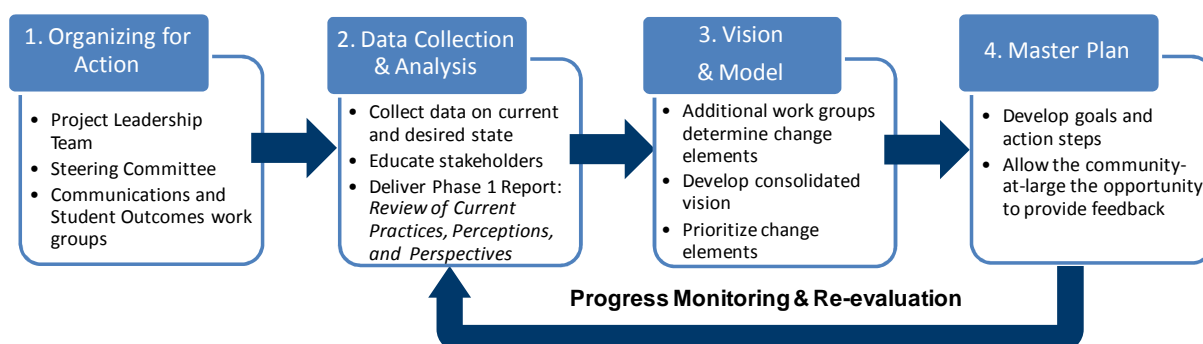 1. Organizing for
Action
• Project Leadership
Team
• Steering Committee
• Communications and
Student Outcomes work
groups
2. Data Collection
& Analysis
• Collect data on current
and desired state
• Educate stakeholders
• Deliver Phase 1 Report:
Review of Current
Practices, Perceptions,
and Perspectives
3. Vision
& Model
• Additional work groups
determine change
elements
• Develop consolidated
vision
• Prioritize change
elements
4. Master Plan
• Develop goals and
action steps
• Allow the community-
at-large the opportunity
to provide feedback
Progress Monitoring & Re-evaluation